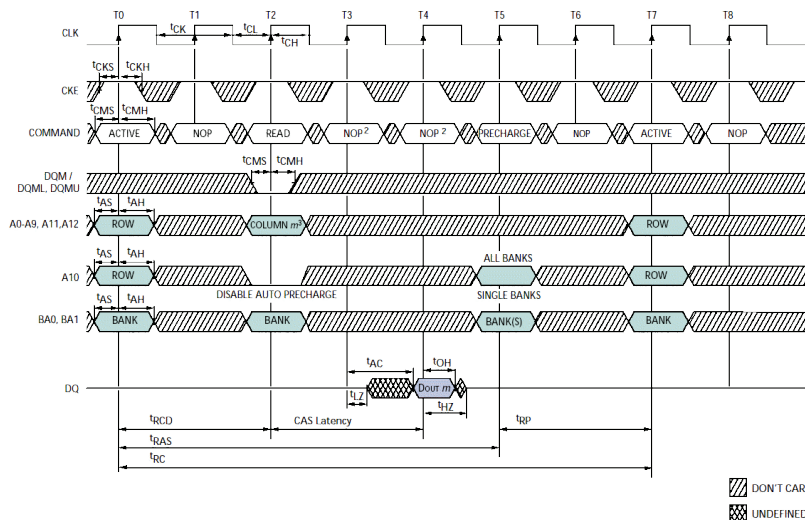 T0 T1 T2 T3 T4 T5 T6 T7 T8
CLK
tCK tCL tCH
tCKS tCKH
CKE
tCMS tCMH
COMMAND ACTIVE NOP READ NOP 2 NOP 2 PRECHARGE NOP ACTIVE NOP
tCMS tCMH
DQM /
DQML, DQMU
tAS tAH
A0-A9, A11,A12 ROW COLUMN m3 ROW
tAS tAH ALL BANKS
A10 ROW ROW
tAS tAH DISABLE AUTO PRECHARGE SINGLE BANKS
BA0, BA1 BANK BANK BANK(S) BANK
tAC tOH
DQ DOUT m
tLZ tHZ
tRCD CAS Latency tRP
tRAS
tRC
DON'T CAR
UNDEFINED